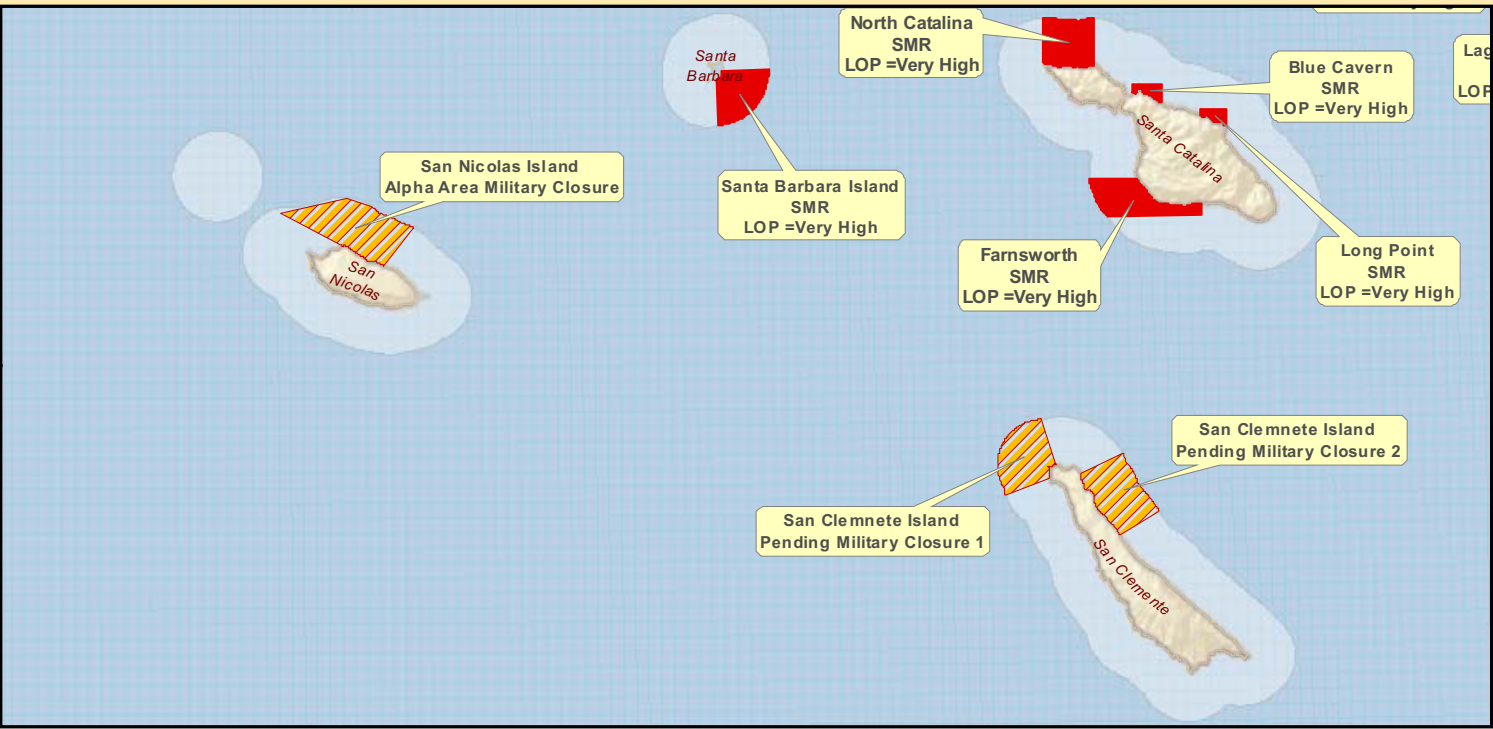 North Catalina
SMR
LOP =Very High
Santa
Barbara
Blue Cavern
SMR
LOP =Very High
Lag
LOP
San Nicolas Island
Alpha Area Military Closure
Santa Catalina
Santa Barbara Island
SMR
LOP =Very High
Farnsworth
SMR
LOP =Very High
Long Point
SMR
LOP =Very High
San
Nicolas
San Clemnete Island
Pending Military Closure 2
San Clemnete Island
Pending Military Closure 1
San Clemente